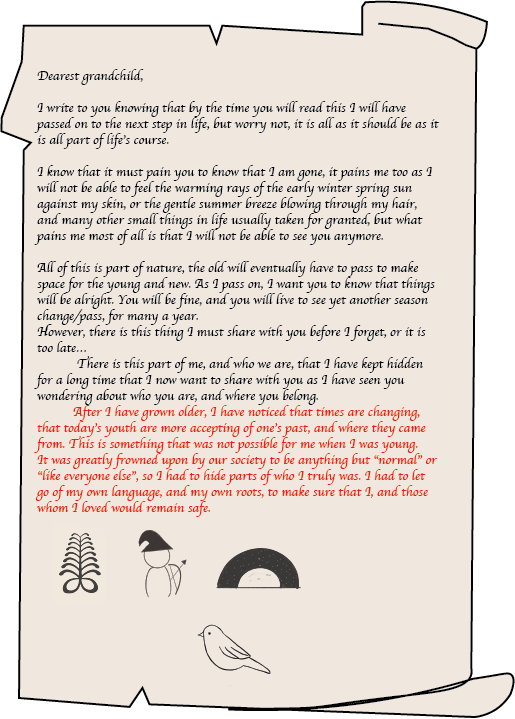 Dearest grandchild,
I write to you knowing that by the time you will read this I will have
passed on to the next step in life, but worry not, it is all as it should be as it
is all part of life's course.
I know that it must pain you to know that I am gone, it pains me too as I
will not be able to feel the warming rays of the early winter spring sun
against my skin, or the gentle summer breeze blowing through my hair,
and many other small things in life usually taken for granted, but what
pains me most of all is that I will not be able to see you anymore.
All of this is part of nature, the old will eventually have to pass to make
space for the young and new. As I pass on, I want you to know that things
will be alright. You will be fine, and you will live to see yet another season
change/pass, for many a year.
However, there is this thing I must share with you before I forget, or it is
too late...
There is this part of me, and who we are, that I have kept hidden
for a long time that I now want to share with you as I have seen you
wondering about who you are, and where you belong.
After I have grown older, I have noticed that times are changing,
that today's youth are more accepting of one's past, and where they came
from. This is something that was not possible for me when I was young.
It was greatly frowned upon by our society to be anything but "normal" or
"like everyone else", so I had to hide parts of who I truly was. I had to let
go of my own language, and my own roots, to make sure that I, and those
whom I loved would remain safe.